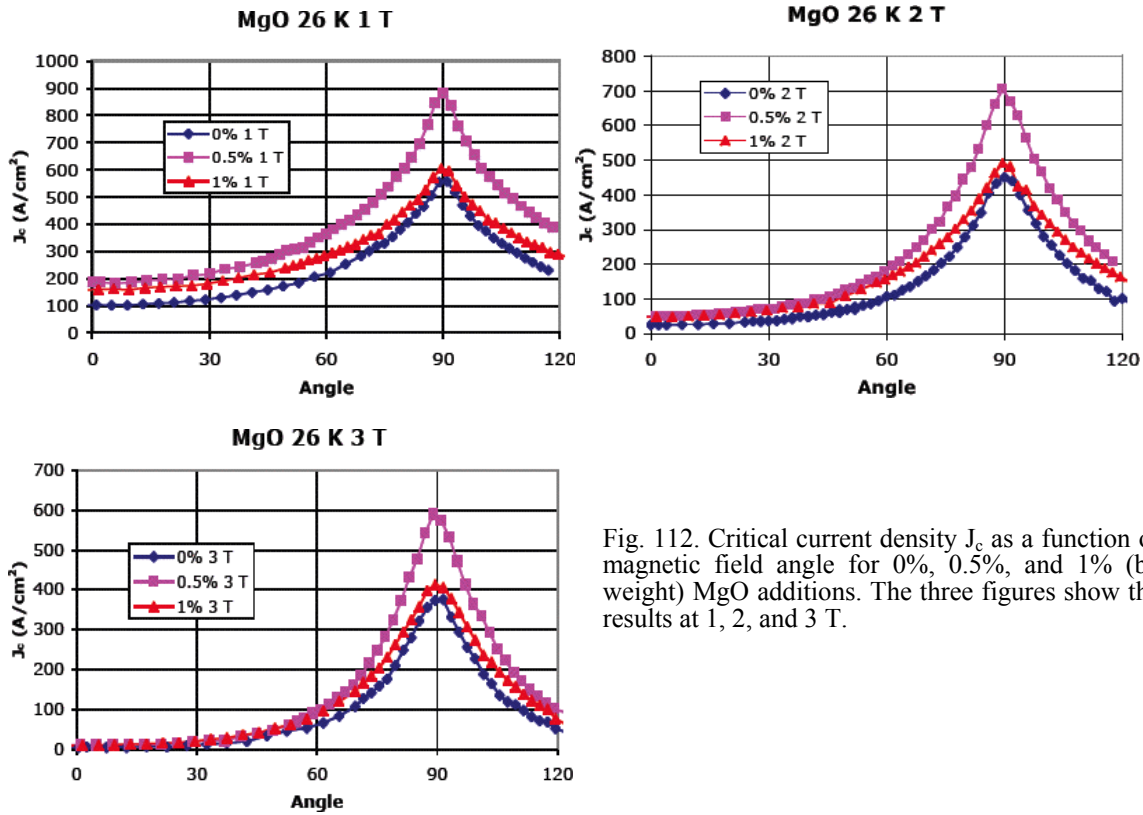 MgO 26 K 1 T
Jc (A/cm²)
1000
900
800
700
600
500
400
300
200
100
0
0% 1 T
0.5% 1 T
1% 1 T
0 30 60 90 120
Angle
MgO 26 K 2 T
Jc (A/cm²)
800
700
600
500
400
300
200
100
0
0% 2 T
0.5% 2 T
1% 2 T
0 30 60 90 120
Angle
MgO 26 K 3 T
Jc (A/cm²)
700
600
500
400
300
200
100
0
0% 3 T
0.5% 3 T
1% 3 T
0 30 60 90 120
Angle
Fig. 112. Critical current density Jc as a function
magnetic field angle for 0%, 0.5%, and 1% (b
weight) MgO additions. The three figures show th
results at 1, 2, and 3 T.